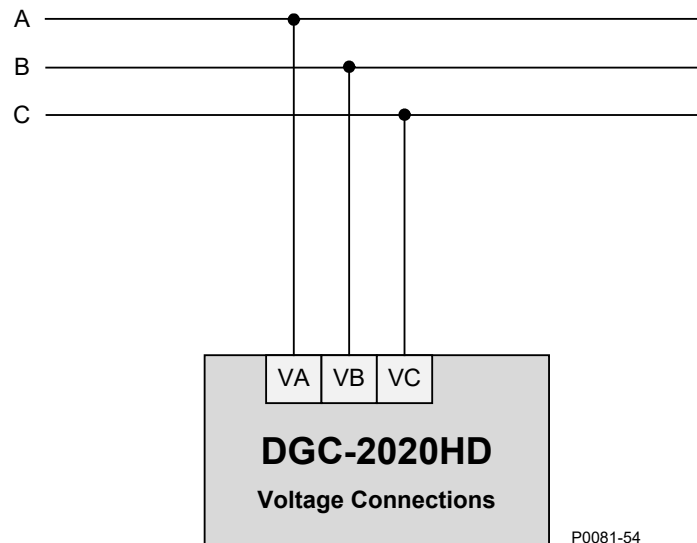 A
B
C
VA VB VC
DGC-2020HD
Voltage Connections
P0081-54